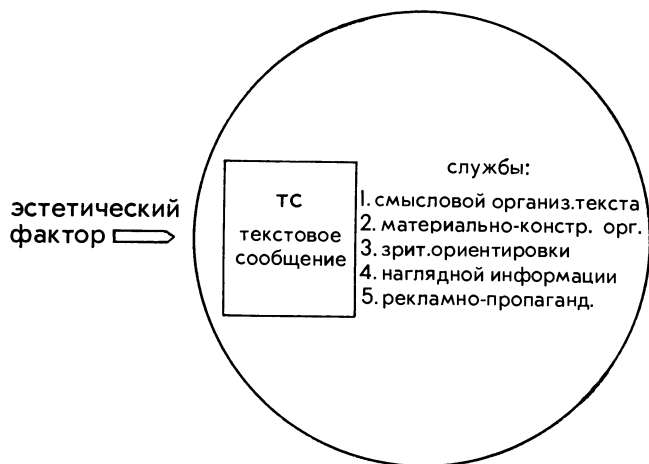 эстетический
фактор
ТС
текстовое
сообщение
службы:
1. смысловой организ.текста
2. материально-констр. орг.
3. зрит.ориентировки
4. наглядной информации
5. рекламно-пропаганд.